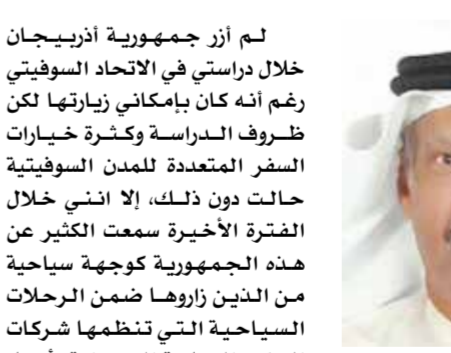 لم أزر جمهورية أذربيجان
خلال دراستي في الاتحاد السوفيتي
رغم أنه كان بإمكاني زيارتها لكن
ظروف الدراسة وكثرة خيارات
السفر المتعددة للمدن السوفيتية
حالت دون ذلك، إلا انني خلال
الفترة الأخيرة سمعت الكثير عن
هذه الجمهورية كوجهة سياحية
من الذين زاروها ضمن الرحلات
السياحية التي تنظمها شركات